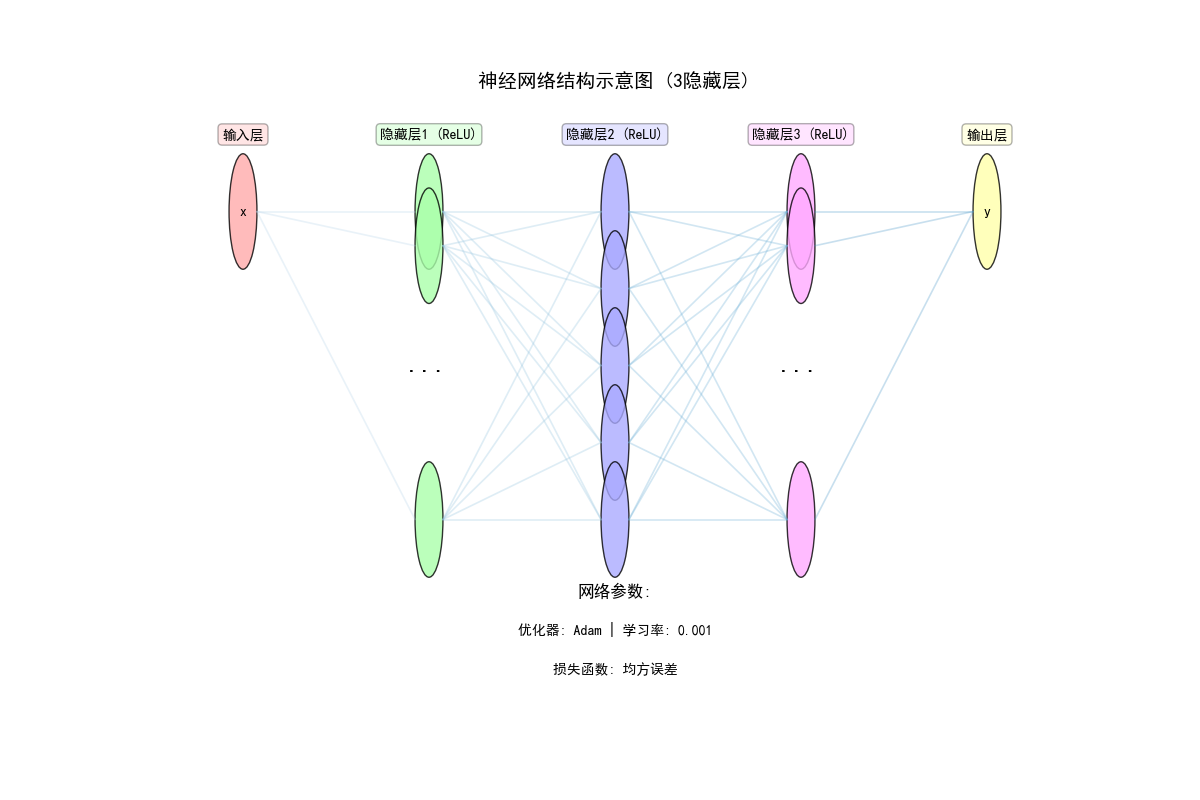 神经网络结构示意图 (3隐藏层)
输入层
隐藏层1 (ReLU)
隐藏层2 (ReLU)
隐藏层3 (ReLU)
输出层
x
y
...
...
网络参数:
优化器: Adam | 学习率: 0.001
损失函数: 均方误差